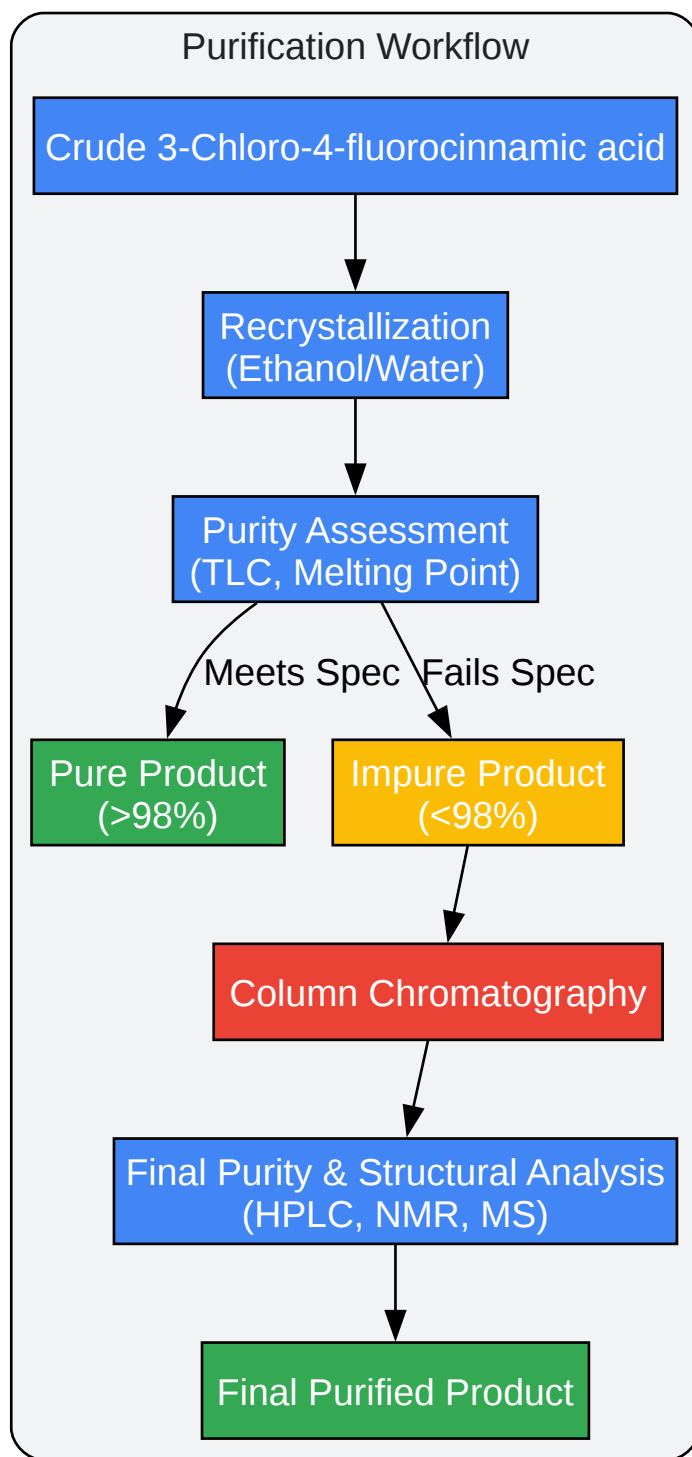 Purification Workflow
Crude 3-Chloro-4-fluorocinnamic acid
Recrystallization
(Ethanol/Water)
Purity Assessment
(TLC, Melting Point)
Meets Spec
Fails Spec
Pure Product
(>98%)
Impure Product
(<98%)
Column Chromatography
Final Purity & Structural Analysis
(HPLC, NMR, MS)
Final Purified Product